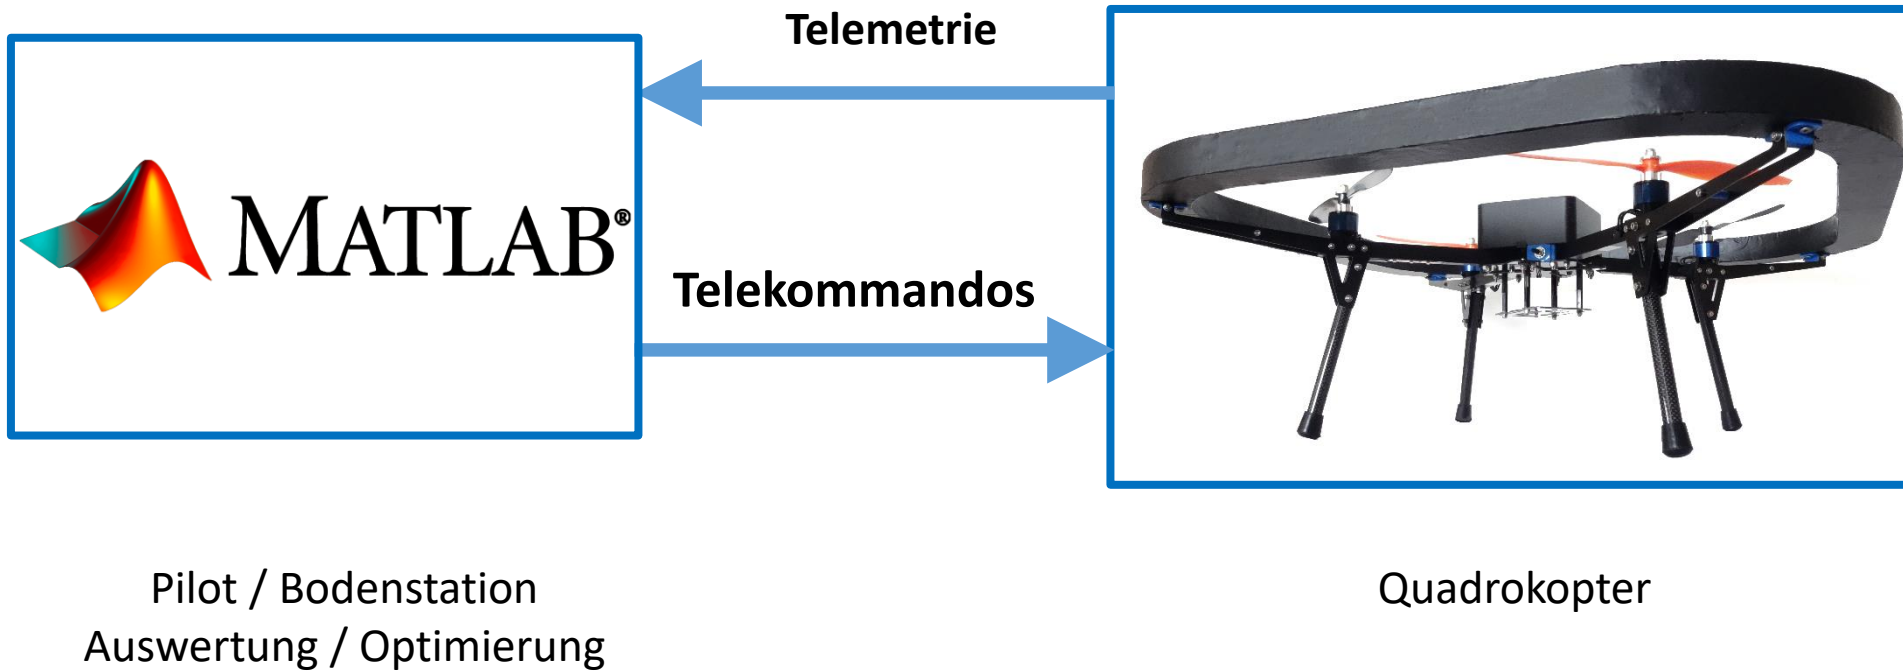 Telemetrie
MATLAB®
Telekommandos
Pilot / Bodenstation
Auswertung / Optimierung
Quadrokopter